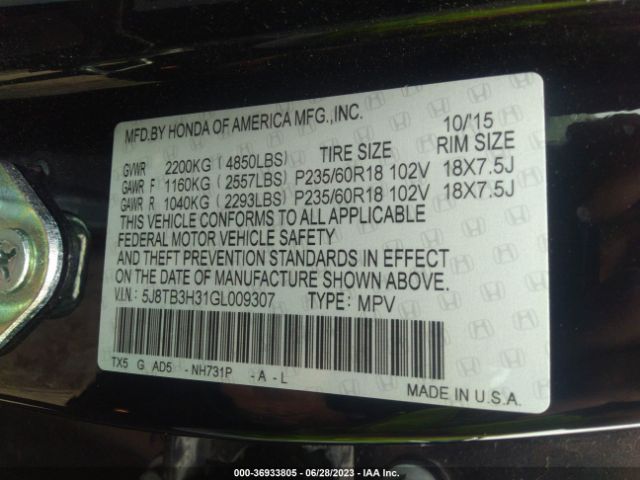 MFD.BY HONDA OF AMERICA MFG.,INC. 10/'15
GVWR 2200KG (4850LBS) TIRE SIZE RIM SIZE
GAWR F 1160KG (2557LBS) P235/60R18 102V 18X7.5J
GAWR R 1040KG (2293LBS) P235/60R18 102V 18X7.5J
THIS VEHICLE CONFORMS TO ALL APPLICABLE
FEDERAL MOTOR VEHICLE SAFETY
AND THEFT PREVENTION STANDARDS IN EFFECT
ON THE DATE OF MANUFACTURE SHOWN ABOVE.
V.I.N.: 5J8TB3H31GL009307 TYPE: MPV
TX5 G AD5 - NH731P - A - L
MADE IN U.S.A.
000-36933805 - 06/28/2023 - IAA Inc.